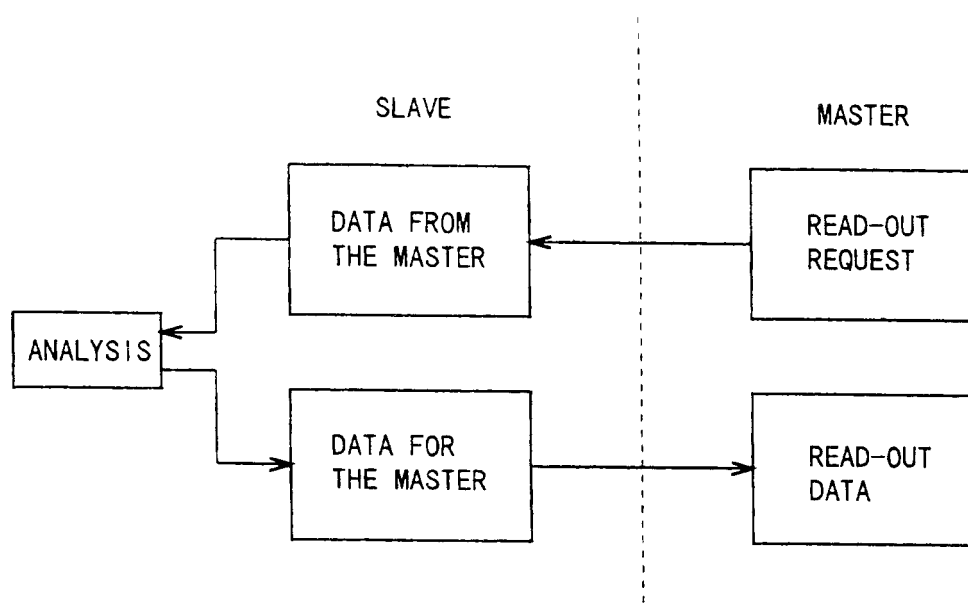 SLAVE
MASTER
DATA FROM
THE MASTER
READ-OUT
REQUEST
ANALYSIS
DATA FOR
THE MASTER
READ-OUT
DATA